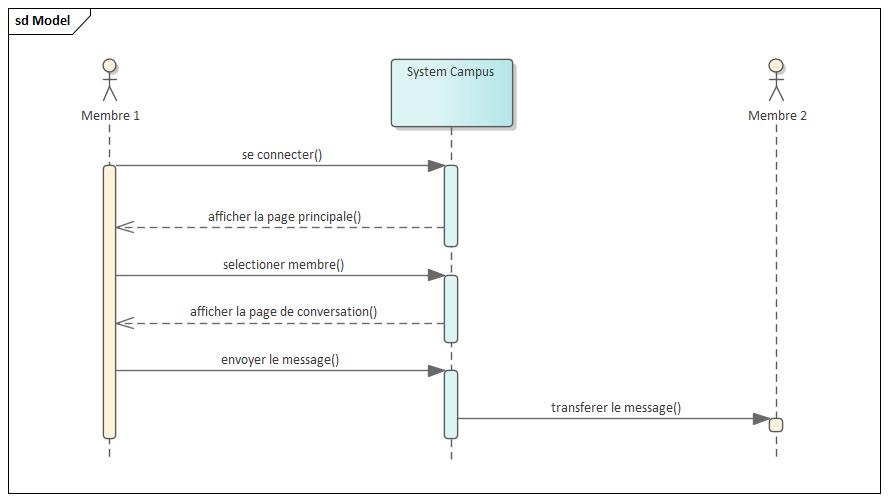 sd Model
Membre 1
System Campus
Membre 2
se connecter()
afficher la page principale()
selectioner membre()
afficher la page de conversation()
envoyer le message()
transferer le message()